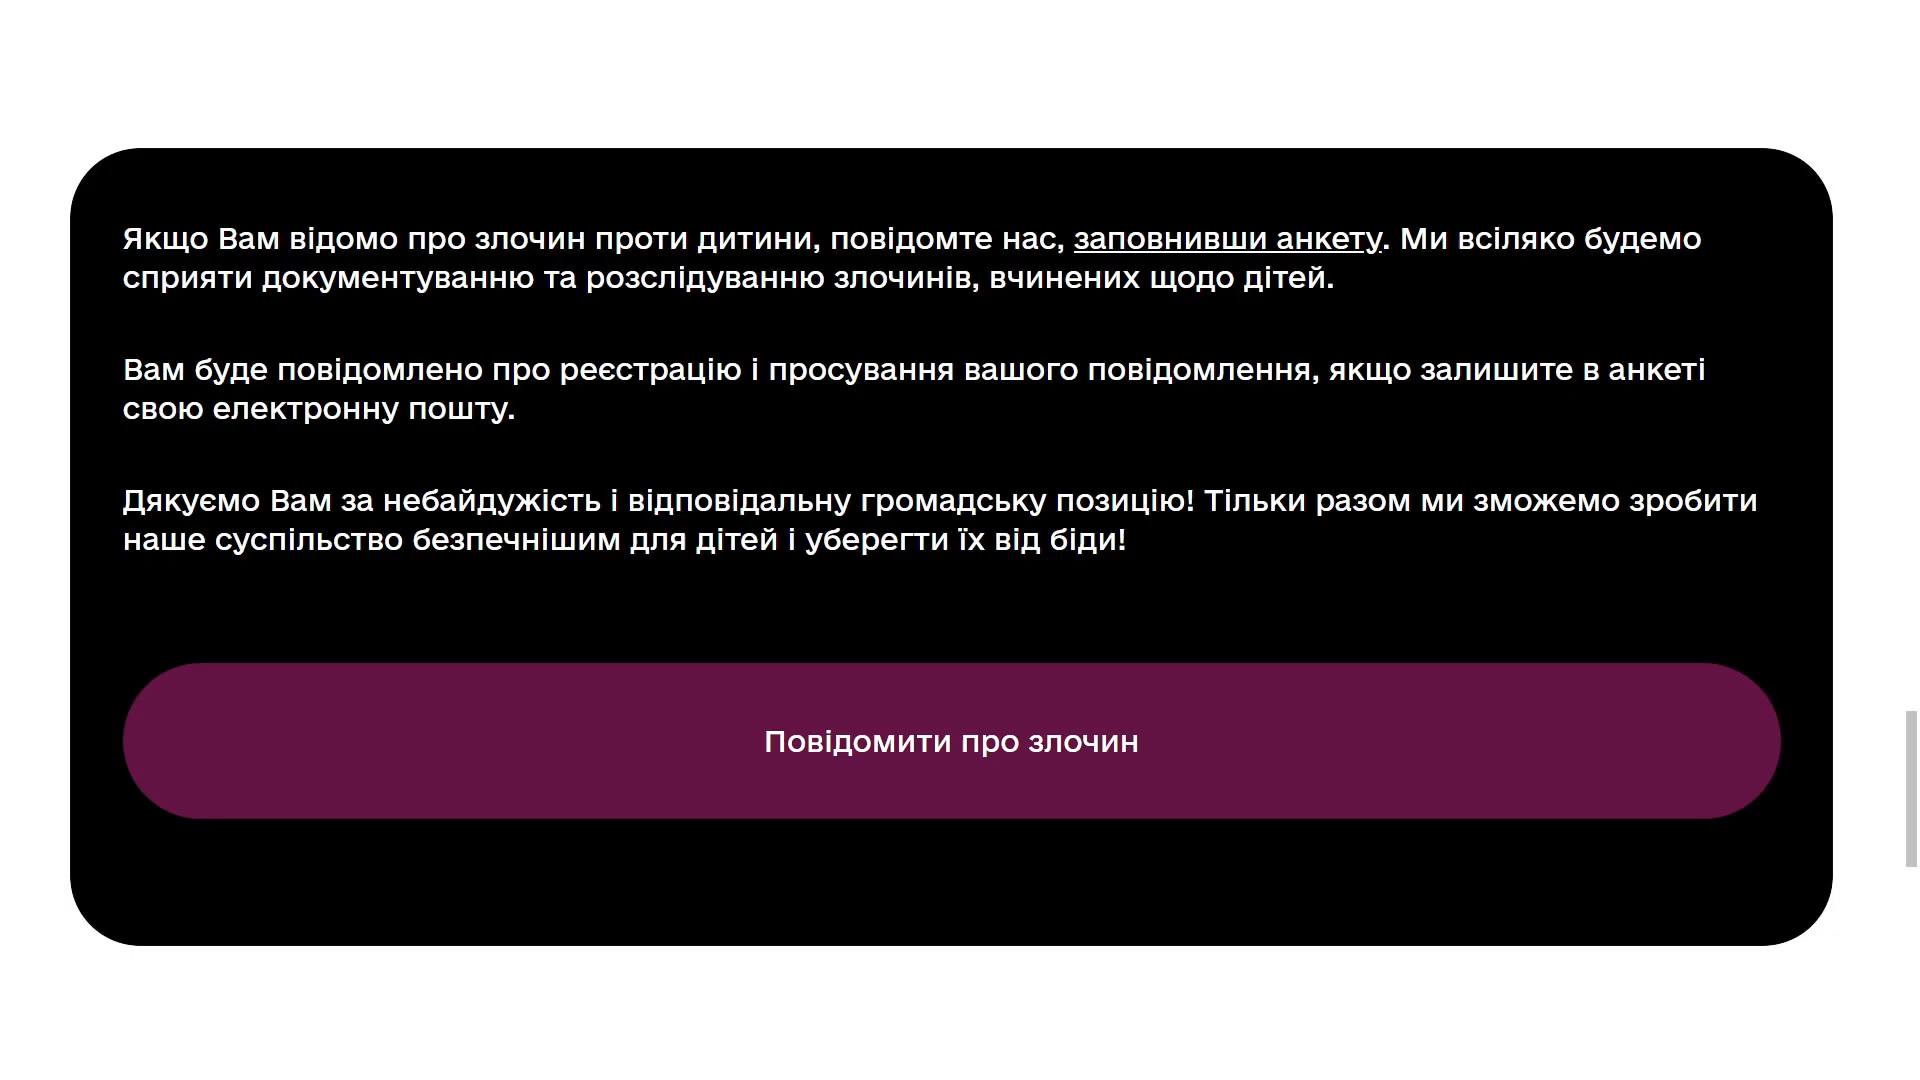 Якщо Вам відомо про злочин проти дитини, повідомте нас, заповнивши анкету. Ми всіляко будемо
сприяти документуванню та розслідуванню злочинів, вчинених щодо дітей.
Вам буде повідомлено про реєстрацію і просування вашого повідомлення, якщо залишите в анкеті
свою електронну пошту.
Дякуємо Вам за небайдужість і відповідальну громадську позицію! Тільки разом ми зможемо зробити
наше суспільство безпечнішим для дітей і уберегти їх від біди!
Повідомити про злочин